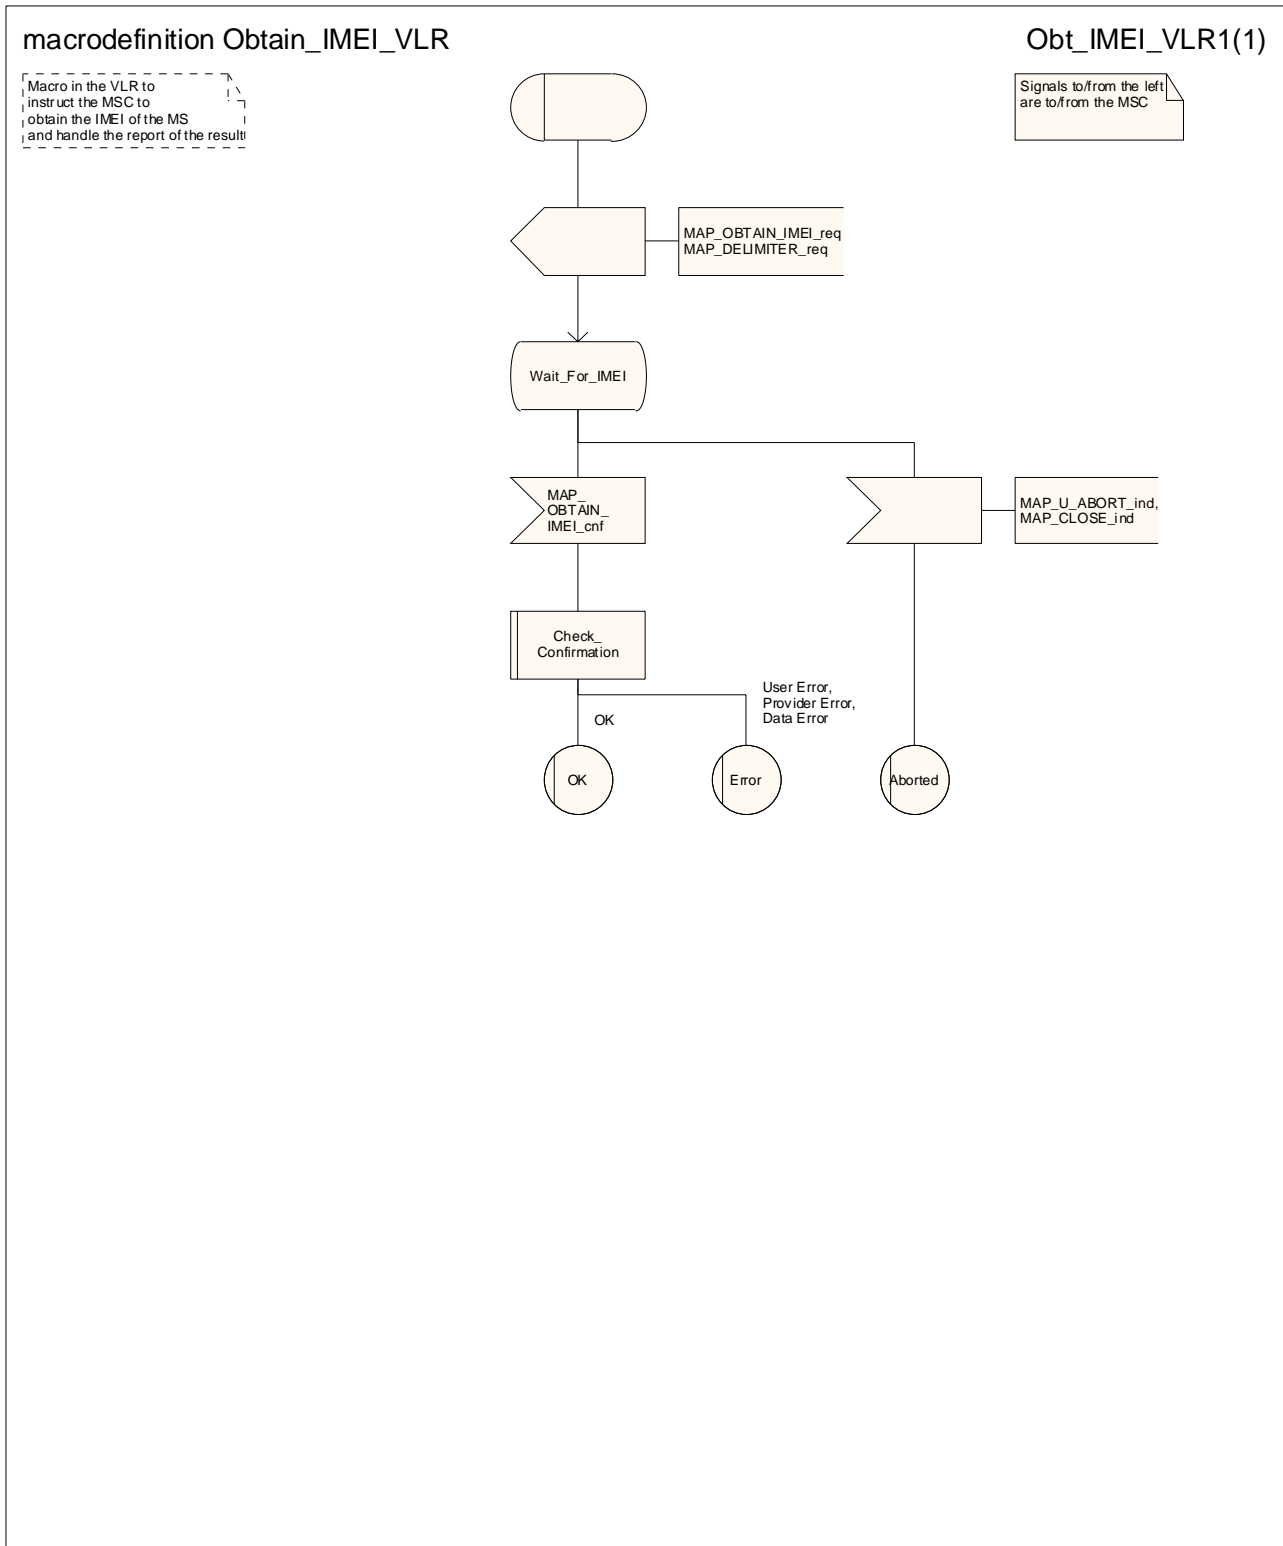 macrodefinition Obtain_IMEI_VLR
Obt_IMEI_VLR1(1)
Macro in the VLR to
instruct the MSC to
obtain the IMEI of the MS
and handle the report of the result
Signals to/from the left
are to/from the MSC
MAP_OBTAIN_IMEI_req
MAP_DELIMITER_req
Wait_For_IMEI
MAP_
OBTAIN_
IMEI_cnf
MAP_U_ABORT_ind,
MAP_CLOSE_ind
Check_
Confirmation
User Error,
Provider Error,
Data Error
OK
OK
Error
Aborted